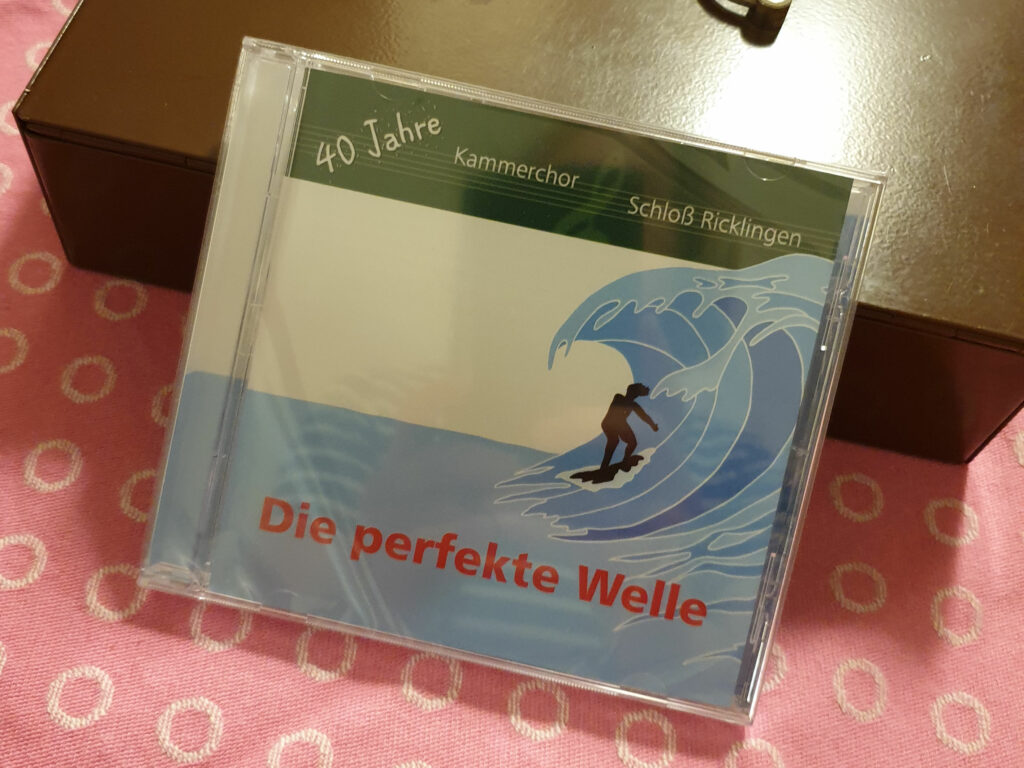 40 Jahre
Kammerchor
Schloß Ricklingen
Die perfekte Welle